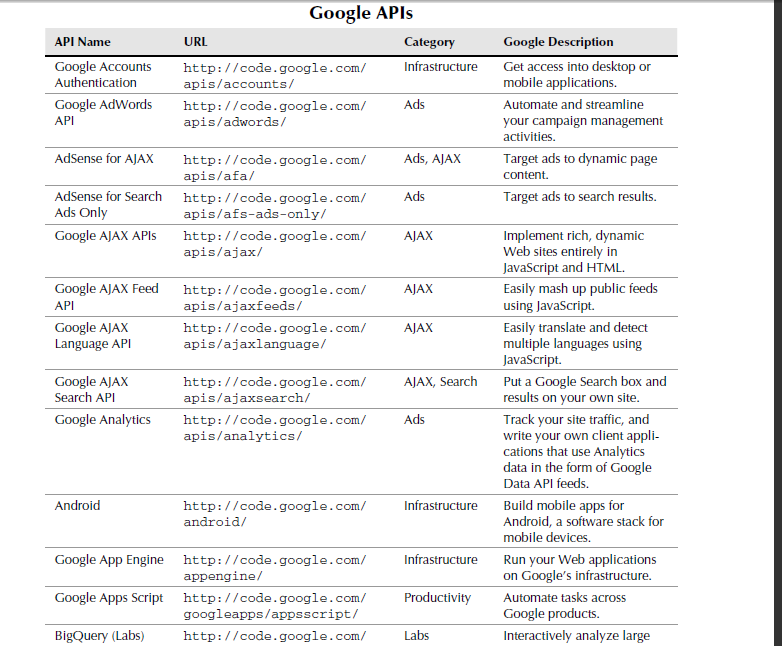 Google APIs
API Name URL Category Google Description
Google Accounts http://code.google.com/ Infrastructure Get access into desktop or
Authentication apis/accounts/ mobile applications.
Google AdWords http://code.google.com/ Ads Automate and streamline
API apis/adwords/ your campaign management
activities.
AdSense for AJAX http://code.google.com/ Ads, AJAX Target ads to dynamic page
apis/afa/ content.
AdSense for Search http://code.google.com/ Ads Target ads to search results.
Ads Only apis/afs-ads-only/
Google AJAX APIs http://code.google.com/ AJAX Implement rich, dynamic
apis/ajax/ Web sites entirely in
JavaScript and HTML.
Google AJAX Feed http://code.google.com/ AJAX Easily mash up public feeds
API apis/ajaxfeeds/ using JavaScript.
Google AJAX http://code.google.com/ AJAX Easily translate and detect
Language API apis/ajaxlanguage/ multiple languages using
JavaScript.
Google AJAX http://code.google.com/ AJAX, Search Put a Google Search box and
Search API apis/ajaxsearch/ results on your own site.
Google Analytics http://code.google.com/ Ads Track your site traffic, and
apis/analytics/ write your own client appli-
cations that use Analytics
data in the form of Google
Data API feeds.
Android http://code.google.com/ Infrastructure Build mobile apps for
android/ Android, a software stack for
mobile devices.
Google App Engine http://code.google.com/ Infrastructure Run your Web applications
appengine/ on Google's infrastructure.
Google Apps Script http://code.google.com/ Productivity Automate tasks across
googleapps/appsscript/ Google products.
BigQuery (Labs) http://code.google.com/ Labs Interactively analyze large